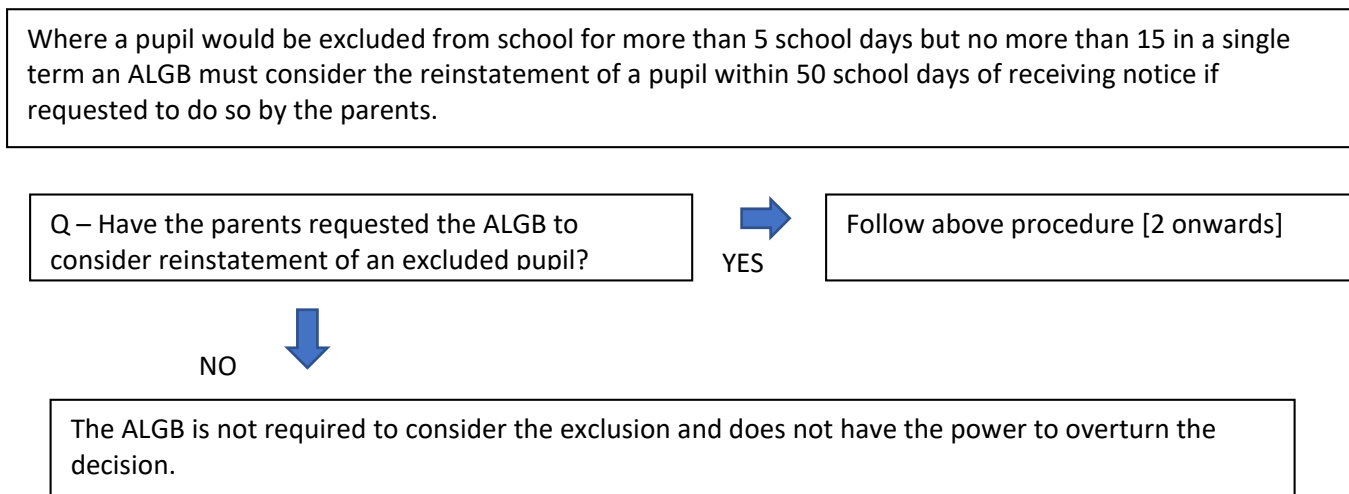 Where a pupil would be excluded from school for more than 5 school days but no more than 15 in a single
term an ALGB must consider the reinstatement of a pupil within 50 school days of receiving notice if
requested to do so by the parents.
Q – Have the parents requested the ALGB to
consider reinstatement of an excluded pupil?
YES
Follow above procedure [2 onwards]
NO
The ALGB is not required to consider the exclusion and does not have the power to overturn the
decision.